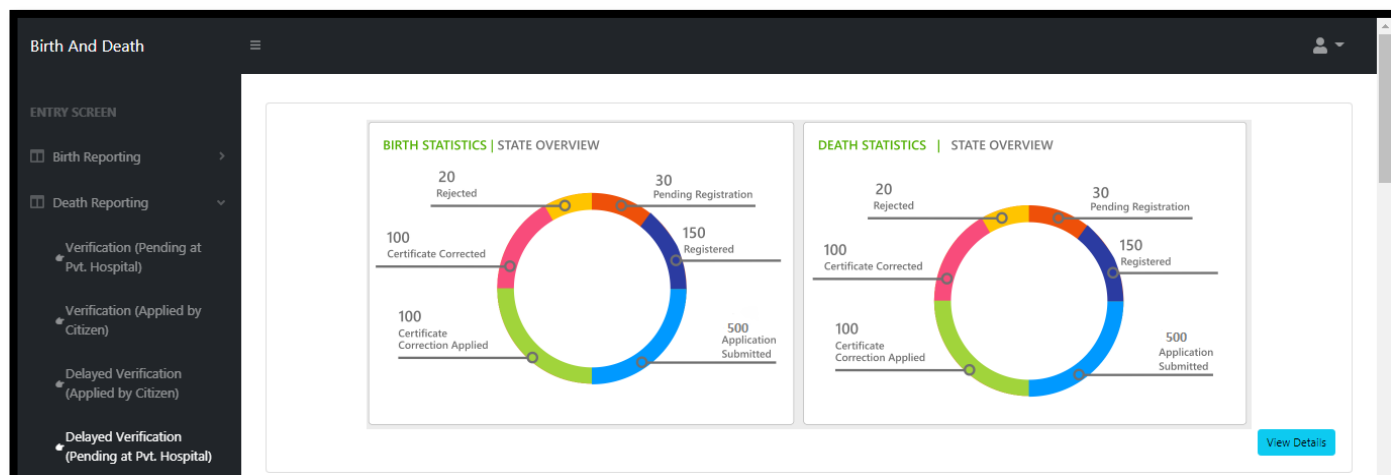 Birth And Death
ENTRY SCREEN
Birth Reporting
Death Reporting
Verification (Pending at
Pvt. Hospital)
Verification (Applied by
Citizen)
Delayed Verification
(Applied by Citizen)
Delayed Verification
(Pending at Pvt. Hospital)
BIRTH STATISTICS | STATE OVERVIEW
20
Rejected
30
Pending Registration
100
Certificate Corrected
150
Registered
100
Certificate
Correction Applied
500
Application
Submitted
DEATH STATISTICS | STATE OVERVIEW
20
Rejected
30
Pending Registration
100
Certificate Corrected
150
Registered
100
Certificate
Correction Applied
500
Application
Submitted
View Details